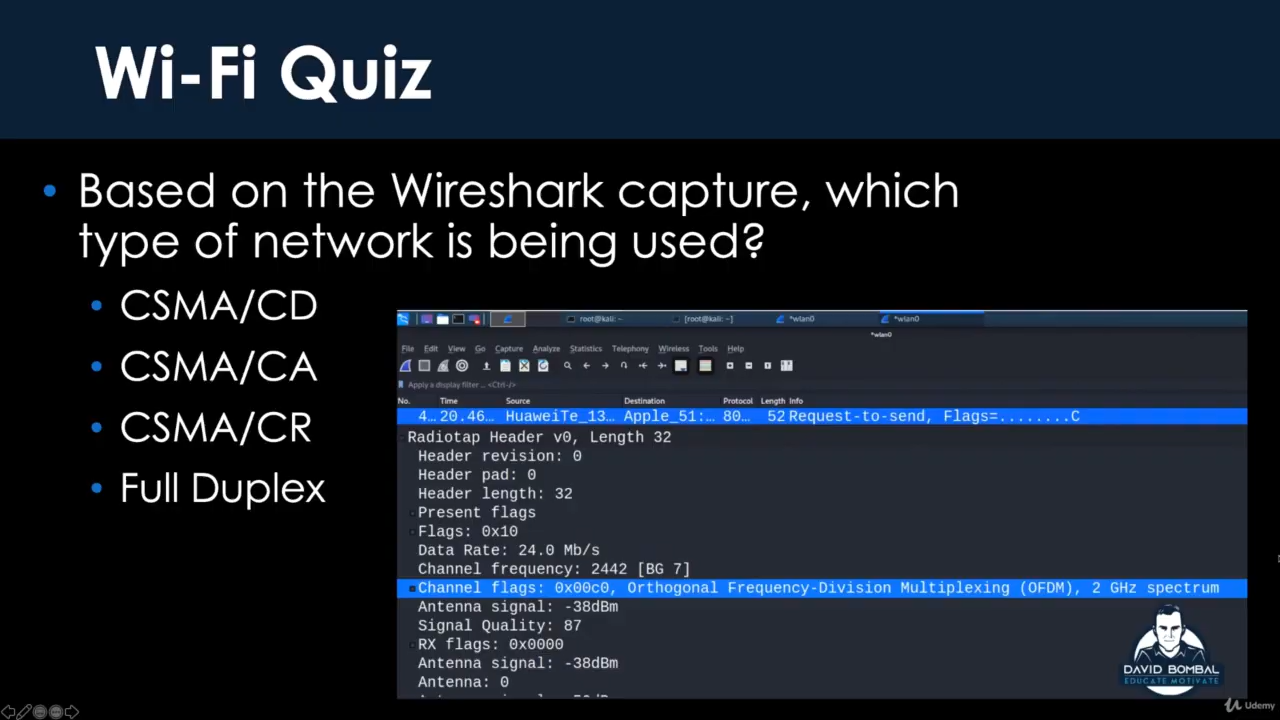 Wi-Fi Quiz
Based on the Wireshark capture, which
type of network is being used?
CSMA/CD
CSMA/CA
CSMA/CR
Full Duplex
root@kali: ~ [root@kali: ~] *wlan0 *wlan0
*wlan0
File Edit View Go Capture Analyze Statistics Telephony Wireless Tools Help
Apply a display filter ... <Ctrl-/>
No. Time Source Destination Protocol Length Info
4… 20.46… HuaweiTe_13… Apple_51:… 80… 52 Request-to-send, Flags=........C
Radiotap Header v0, Length 32
Header revision: 0
Header pad: 0
Header length: 32
Present flags
Flags: 0x10
Data Rate: 24.0 Mb/s
Channel frequency: 2442 [BG 7]
Channel flags: 0x00c0, Orthogonal Frequency-Division Multiplexing (OFDM), 2 GHz spectrum
Antenna signal: -38dBm
Signal Quality: 87
RX flags: 0x0000
Antenna signal: -38dBm
Antenna: 0
DAVID BOMBAL
EDUCATE MOTIVATE
Udemy